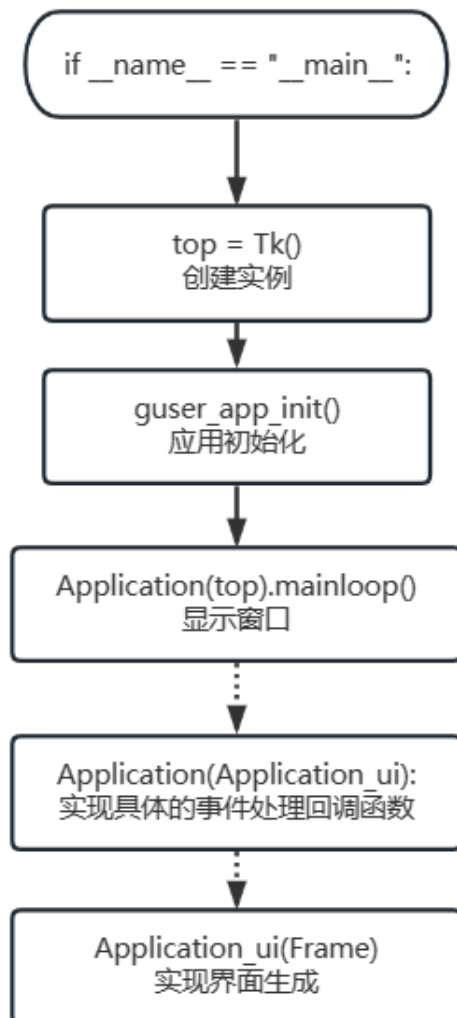 if __name__ == "__main__":
top = Tk()
创建实例
guser_app_init()
应用初始化
Application(top).mainloop()
显示窗口
Application(Application_ui):
实现具体的事件处理回调函数
Application_ui(Frame)
实现界面生成